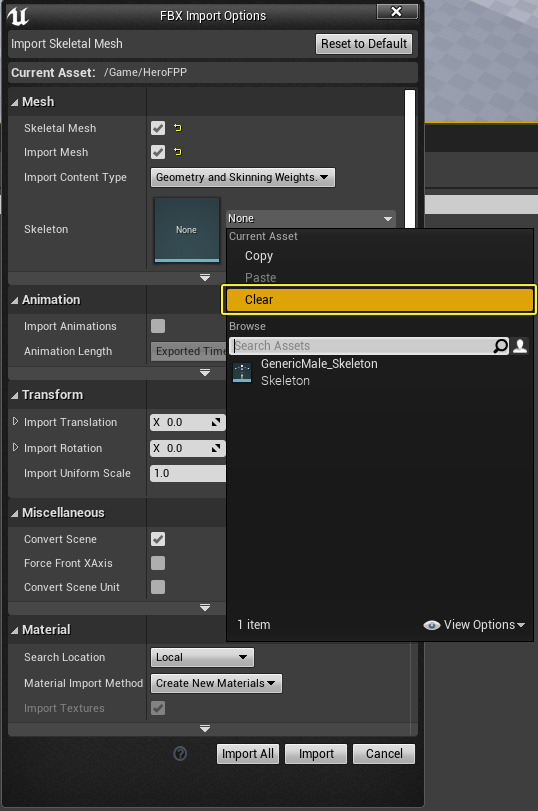 FBX Import Options
Import Skeletal Mesh
Reset to Default
Current Asset: /Game/HeroFPP
Mesh
Skeletal Mesh
Import Mesh
Import Content Type Geometry and Skinning Weights.
Skeleton
None
None
Current Asset
Copy
Paste
Clear
Browse
Search Assets
GenericMale_Skeleton
Skeleton
1 item
View Options
Animation
Import Animations
Animation Length Exported Time
Transform
Import Translation X 0.0
Import Rotation X 0.0
Import Uniform Scale 1.0
Miscellaneous
Convert Scene
Force Front XAxis
Convert Scene Unit
Material
Search Location Local
Material Import Method Create New Materials
Import Textures
? Import All Import Cancel